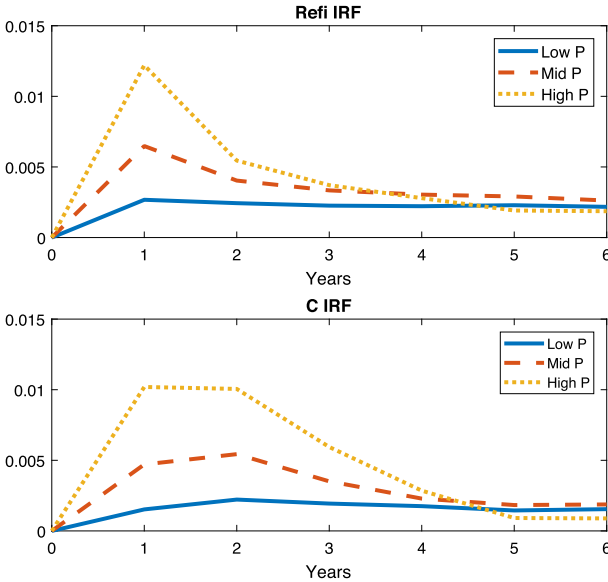 Refi IRF
0.015
0.01
0.005
0
Low P
Mid P
High P
0 1 2 3 4 5 6
Years
C IRF
0.015
0.01
0.005
0
Low P
Mid P
High P
0 1 2 3 4 5 6
Years